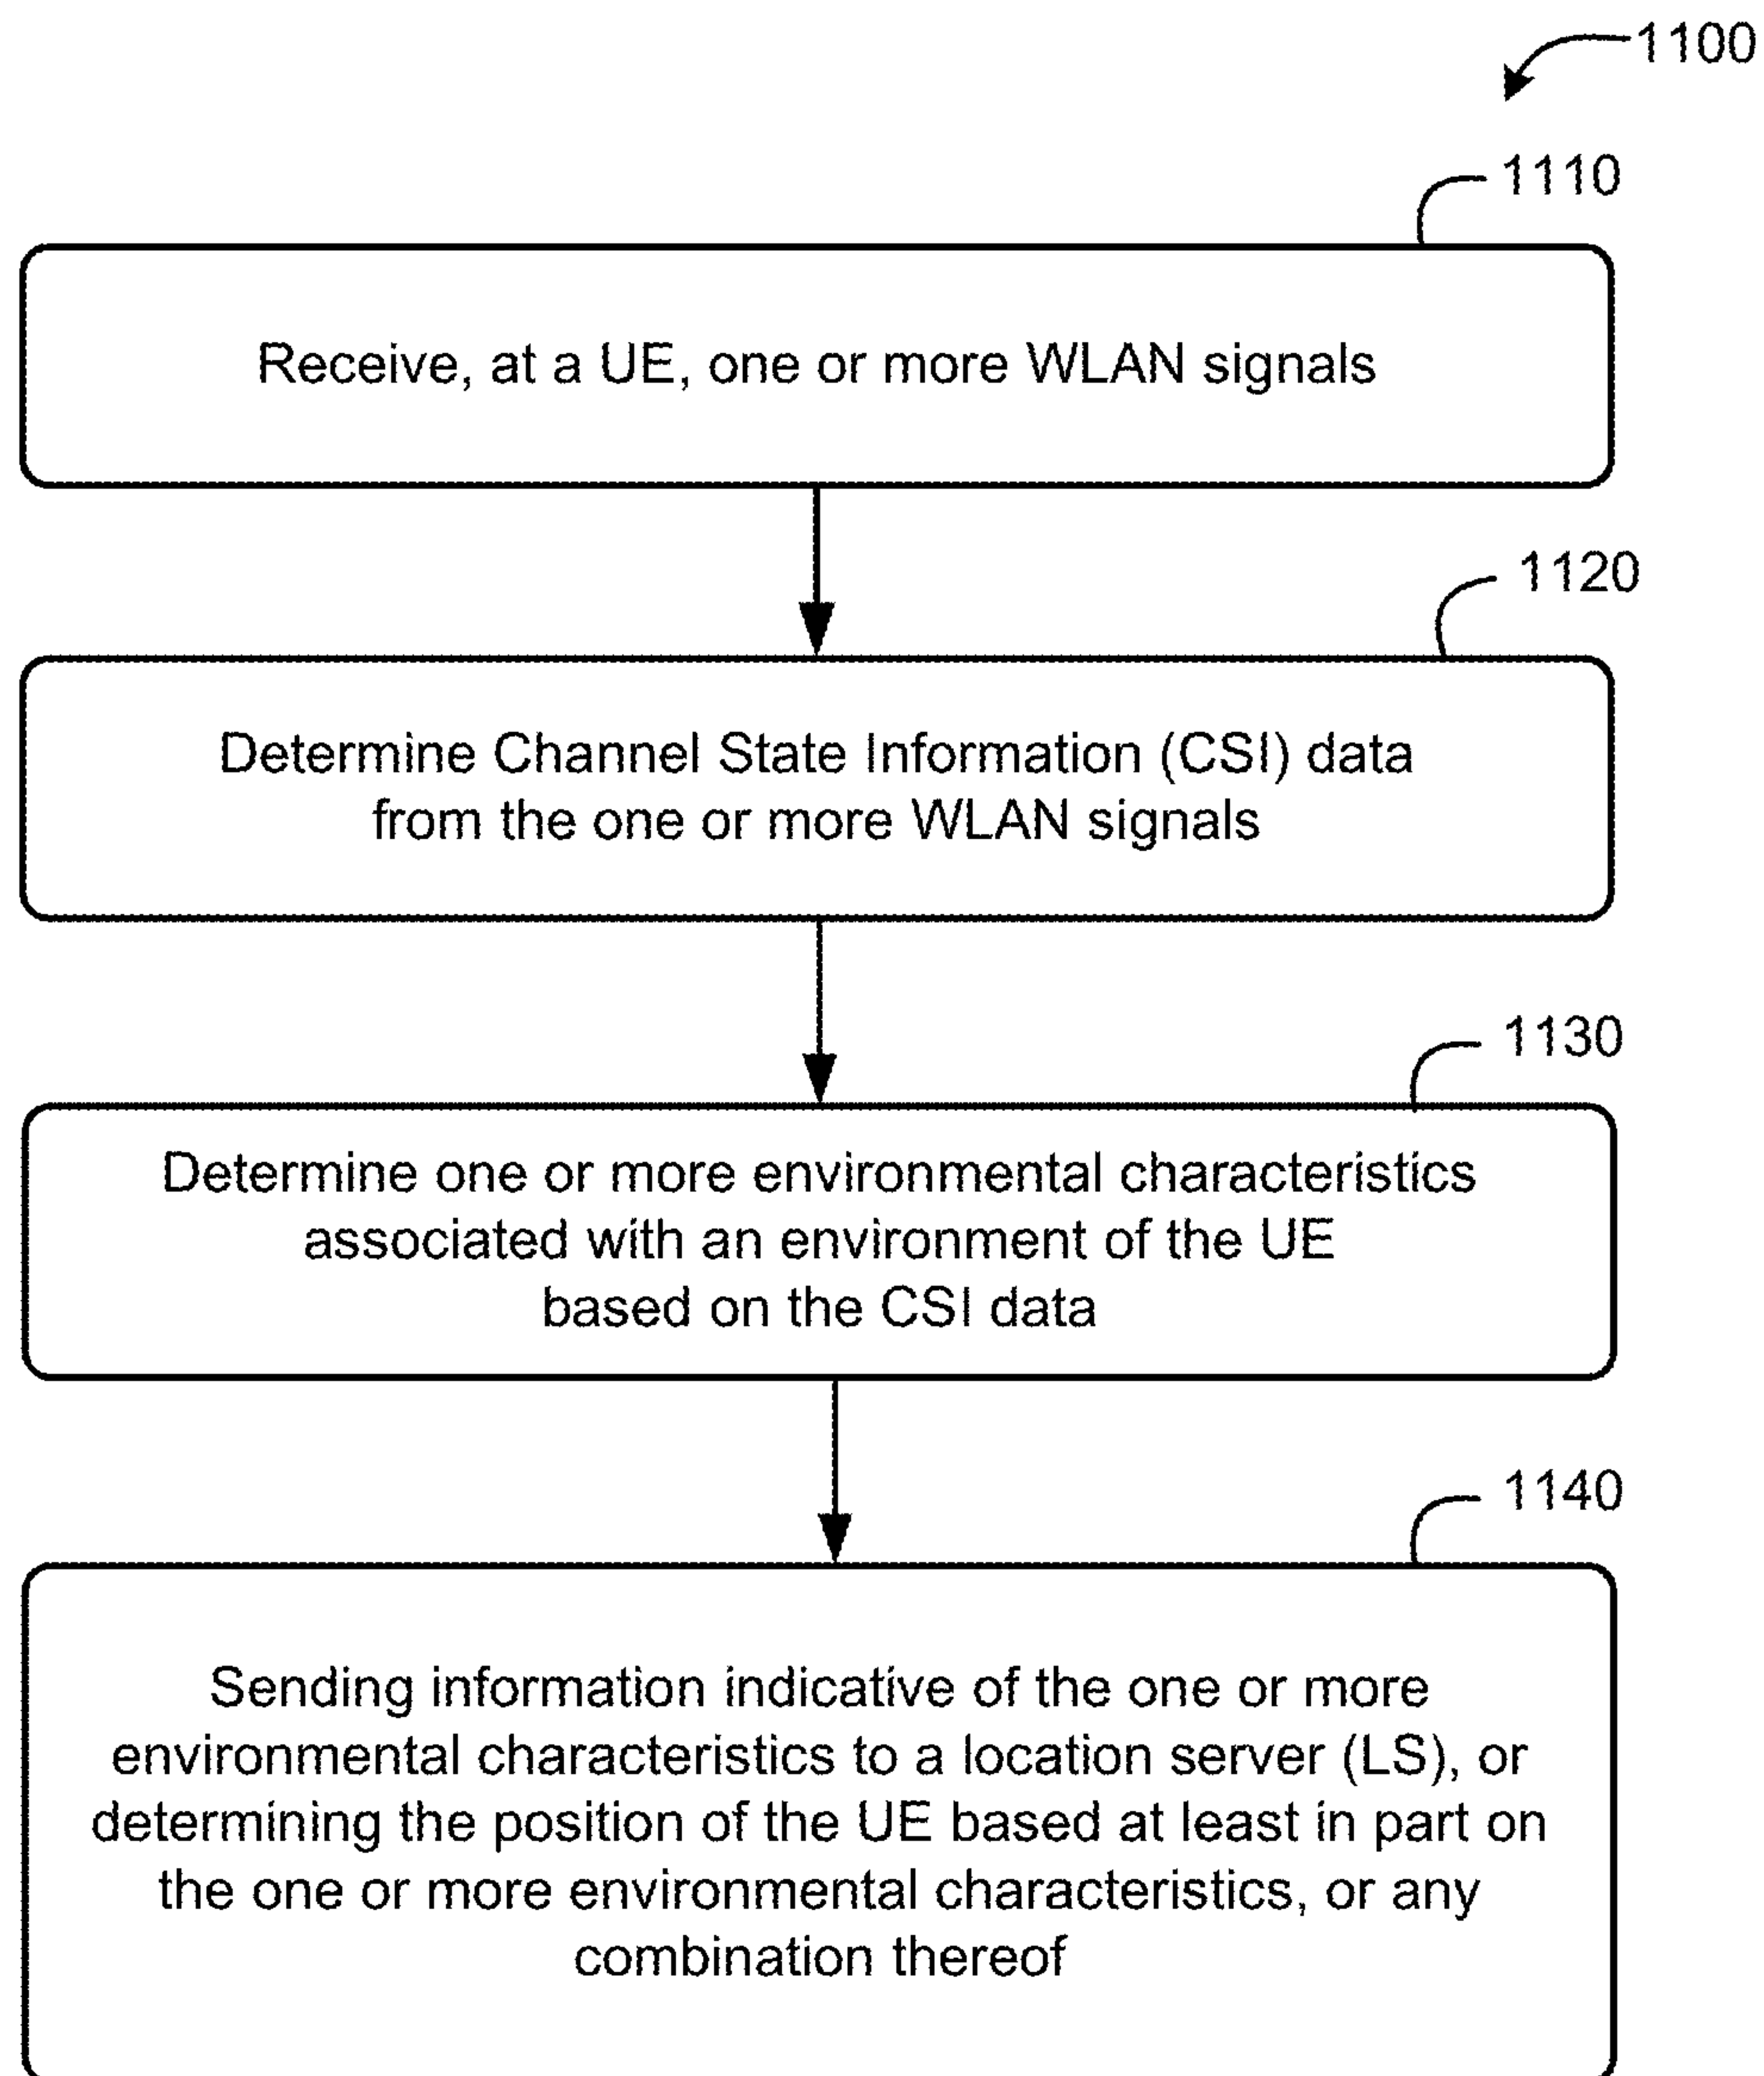 1100
1110
Receive, at a UE, one or more WLAN signals
1120
Determine Channel State Information (CSI) data
from the one or more WLAN signals
1130
Determine one or more environmental characteristics
associated with an environment of the UE
based on the CSI data
1140
Sending information indicative of the one or more
environmental characteristics to a location server (LS), or
determining the position of the UE based at least in part on
the one or more environmental characteristics, or any
combination thereof